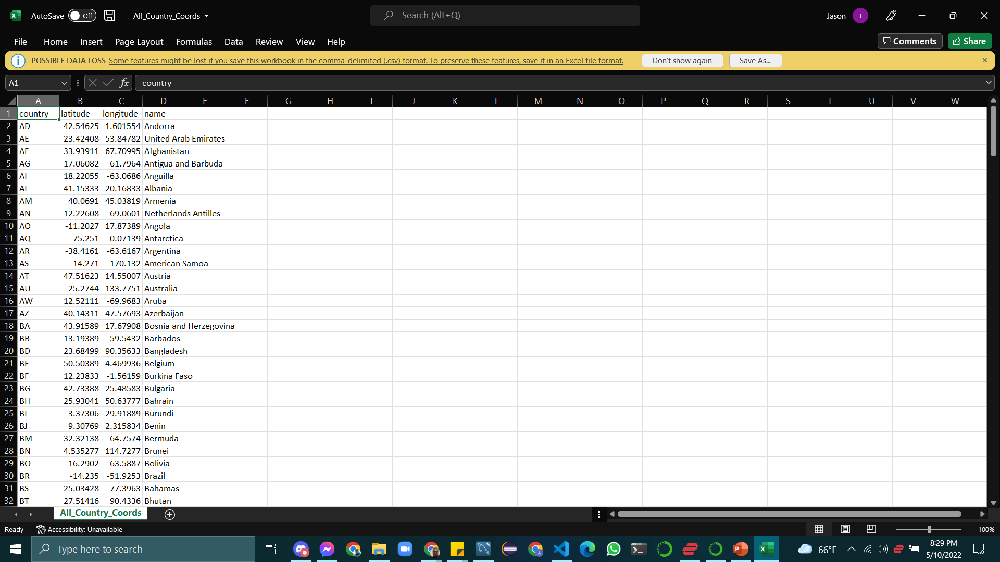 AutoSave Off All_Country_Coords Search (Alt+Q) Jason J
File Home Insert Page Layout Formulas Data Review View Help Comments Share
POSSIBLE DATA LOSS Some features might be lost if you save this workbook in the comma-delimited (.csv) format. To preserve these features, save it in an Excel file format. Don't show again Save As...
A1 fx country
A B C D E F G H I J K L M N O P Q R S T U V W
1 country latitude longitude name
2 AD 42.54625 1.601554 Andorra
3 AE 23.42408 53.84782 United Arab Emirates
4 AF 33.93911 67.70995 Afghanistan
5 AG 17.06082 -61.7964 Antigua and Barbuda
6 AI 18.22055 -63.0686 Anguilla
7 AL 41.15333 20.16833 Albania
8 AM 40.0691 45.03819 Armenia
9 AN 12.22608 -69.0601 Netherlands Antilles
10 AO -11.2027 17.87389 Angola
11 AQ -75.251 -0.07139 Antarctica
12 AR -38.4161 -63.6167 Argentina
13 AS -14.271 -170.132 American Samoa
14 AT 47.51623 14.55007 Austria
15 AU -25.2744 133.7751 Australia
16 AW 12.52111 -69.9683 Aruba
17 AZ 40.14311 47.57693 Azerbaijan
18 BA 43.91589 17.67908 Bosnia and Herzegovina
19 BB 13.19389 -59.5432 Barbados
20 BD 23.68499 90.35633 Bangladesh
21 BE 50.50389 4.469936 Belgium
22 BF 12.23833 -1.56159 Burkina Faso
23 BG 42.73388 25.48583 Bulgaria
24 BH 25.93041 50.63777 Bahrain
25 BI -3.37306 29.91889 Burundi
26 BJ 9.30769 2.315834 Benin
27 BM 32.32138 -64.7574 Bermuda
28 BN 4.535277 114.7277 Brunei
29 BO -16.2902 -63.5887 Bolivia
30 BR -14.235 -51.9253 Brazil
31 BS 25.03428 -77.3963 Bahamas
32 BT 27.51416 90.4336 Bhutan
All_Country_Coords
Ready Accessibility: Unavailable 100%
Type here to search 66°F 8:29 PM
5/10/2022